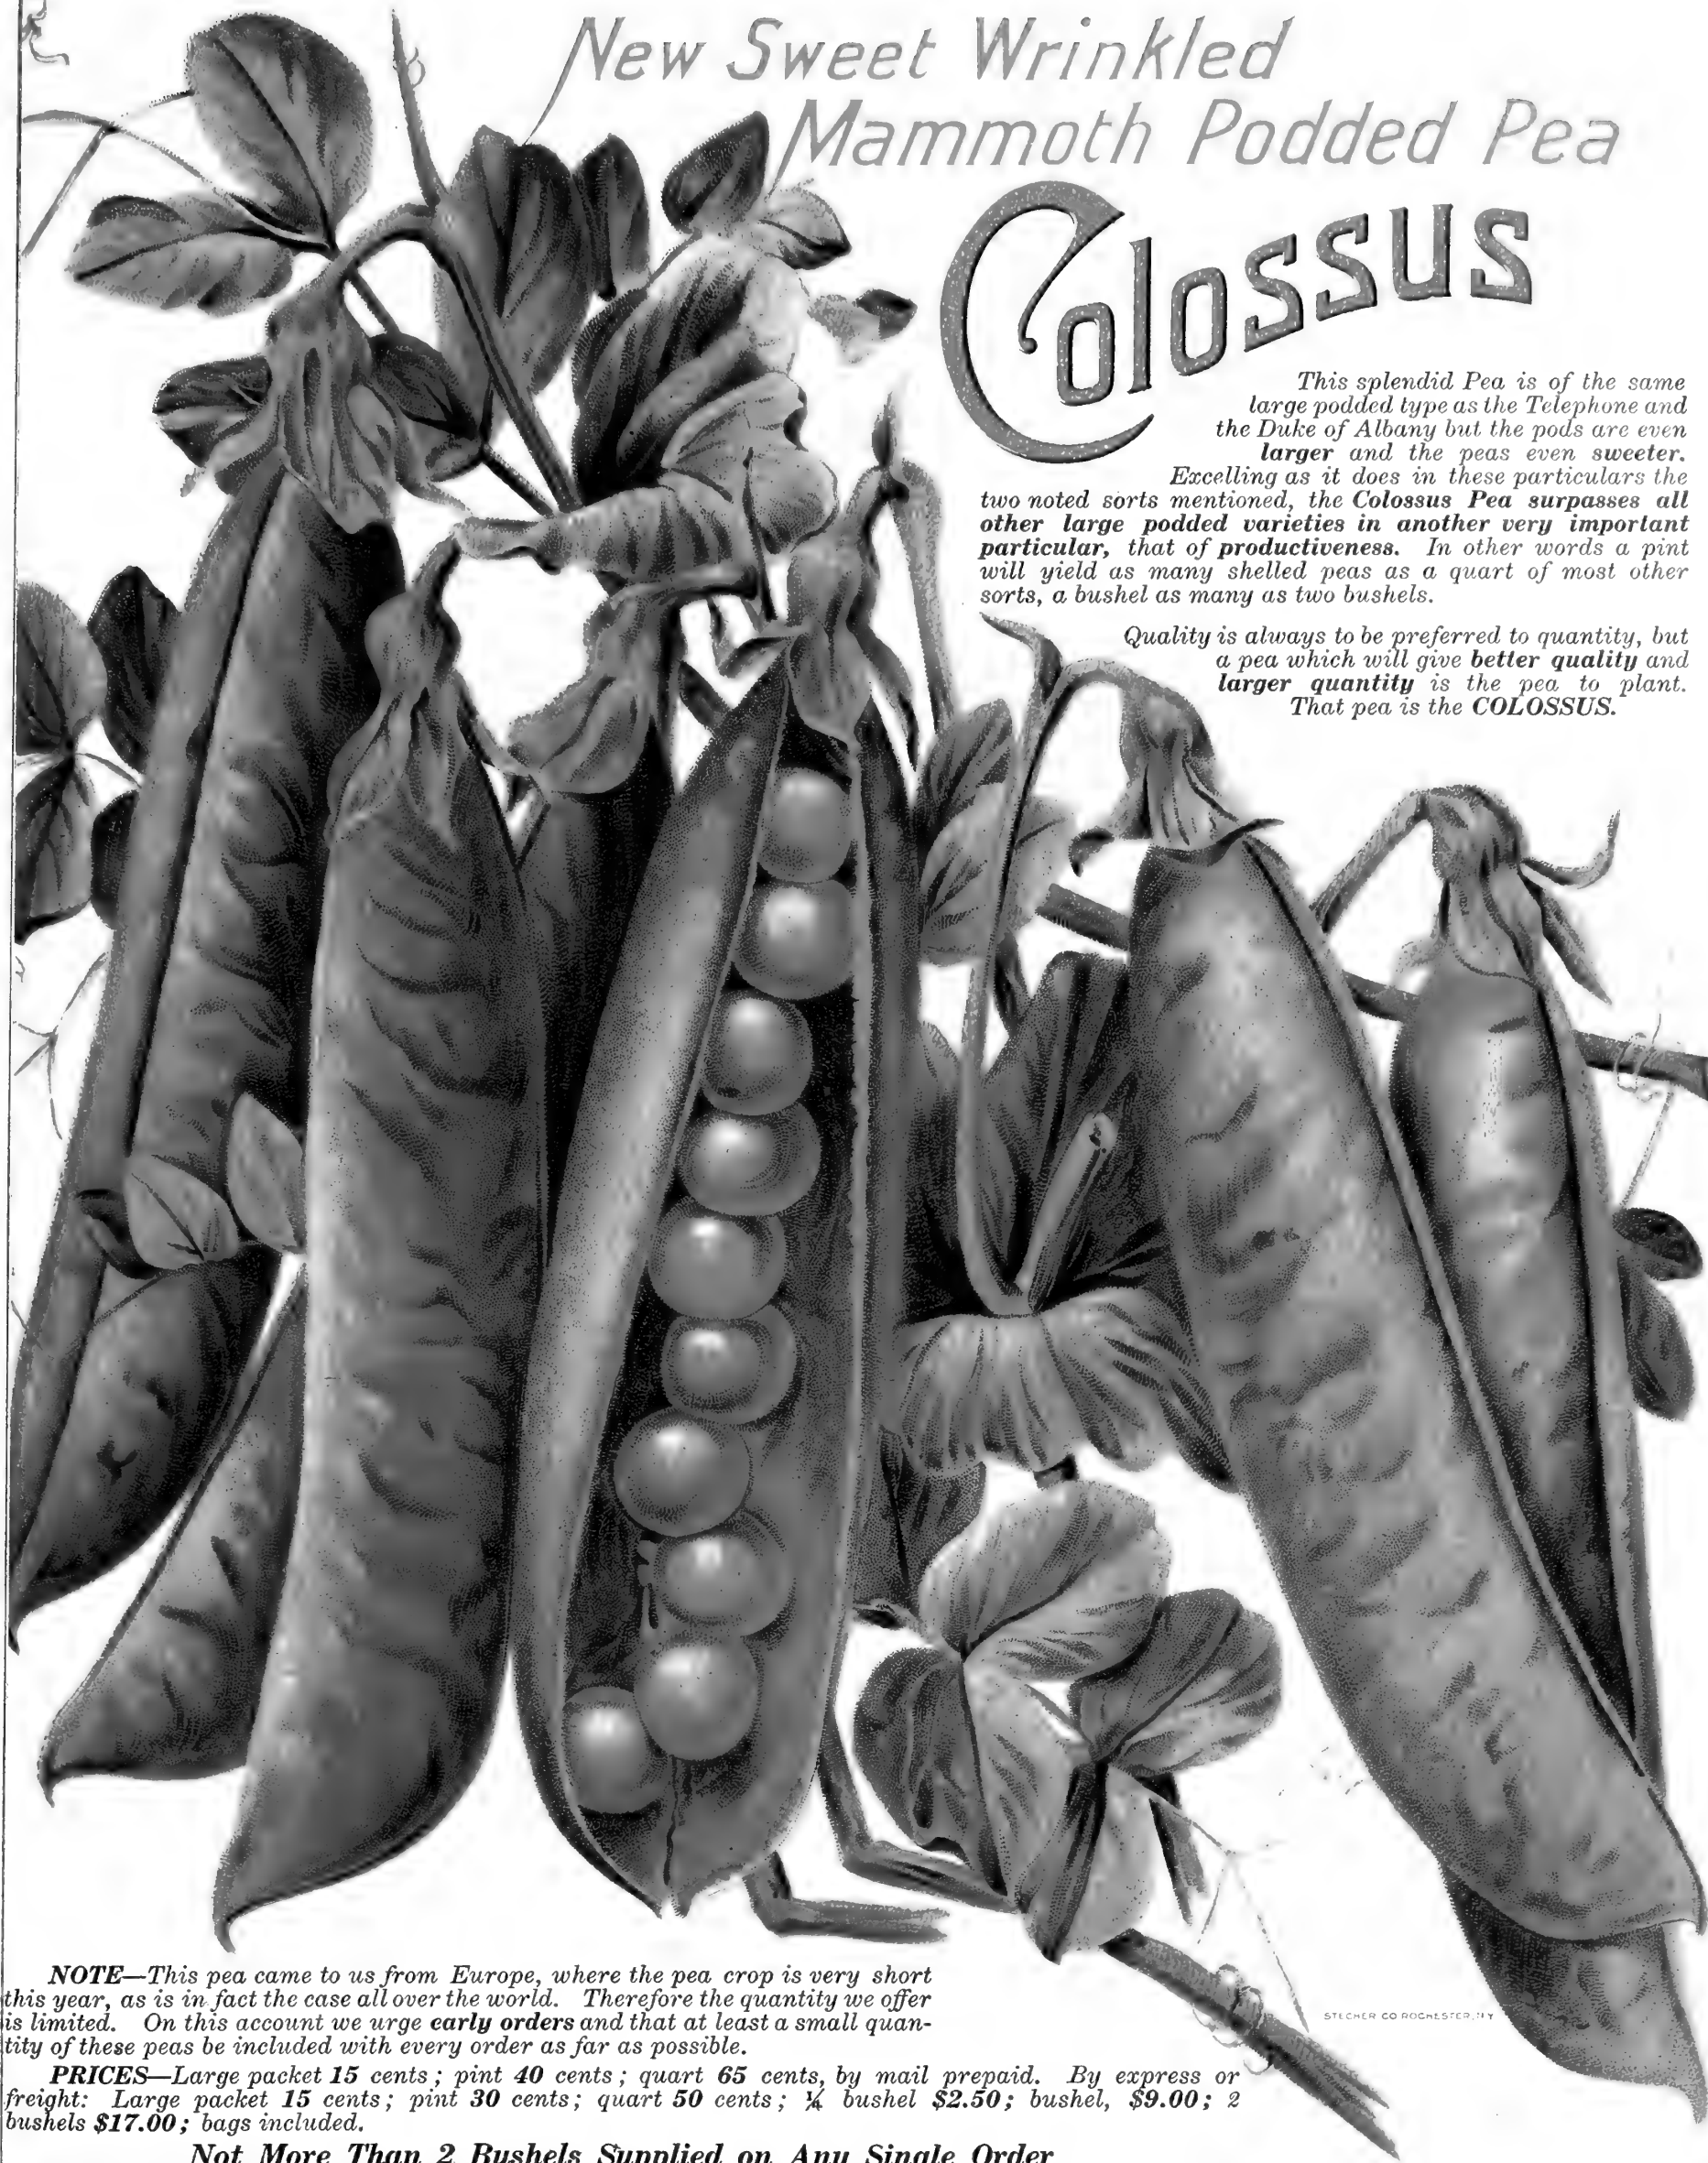 New Sweet Wrinkled
Mammoth Podded Pea
Colossus
This splendid Pea is of the same
large podded type as the Telephone and
the Duke of Albany but the pods are even
larger and the peas even sweeter.
Excelling as it does in these particulars the
two noted sorts mentioned, the Colossus Pea surpasses all
other large podded varieties in another very important
particular, that of productiveness. In other words a pint
will yield as many shelled peas as a quart of most other
sorts, a bushel as many as two bushels.
Quality is always to be preferred to quantity, but
a pea which will give better quality and
larger quantity is the pea to plant.
That pea is the COLOSSUS.
NOTE—This pea came to us from Europe, where the pea crop is very short
this year, as is in fact the case all over the world. Therefore the quantity we offer
is limited. On this account we urge early orders and that at least a small quan-
tity of these peas be included with every order as far as possible.
STECHER CO ROCHESTER, N Y
PRICES—Large packet 15 cents; pint 40 cents; quart 65 cents, by mail prepaid. By express or
freight: Large packet 15 cents; pint 30 cents; quart 50 cents; ¼ bushel $2.50; bushel, $9.00; 2
bushels $17.00; bags included.
Not More Than 2 Bushels Supplied on Any Single Order